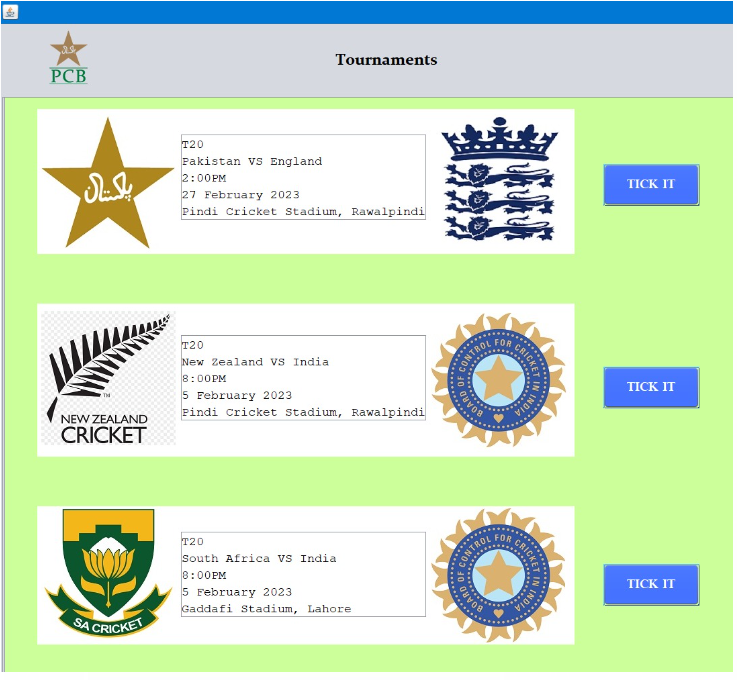 PCB
Tournaments
پاکستان
T20
Pakistan VS England
2:00PM
27 February 2023
Pindi Cricket Stadium, Rawalpindi
TICK IT
NEW ZEALAND
CRICKET
TM
T20
New Zealand VS India
8:00PM
5 February 2023
Pindi Cricket Stadium, Rawalpindi
BOARD OF CONTROL FOR CRICKET IN INDIA
TICK IT
SA CRICKET
T20
South Africa VS India
8:00PM
5 February 2023
Gaddafi Stadium, Lahore
BOARD OF CONTROL FOR CRICKET IN INDIA
TICK IT